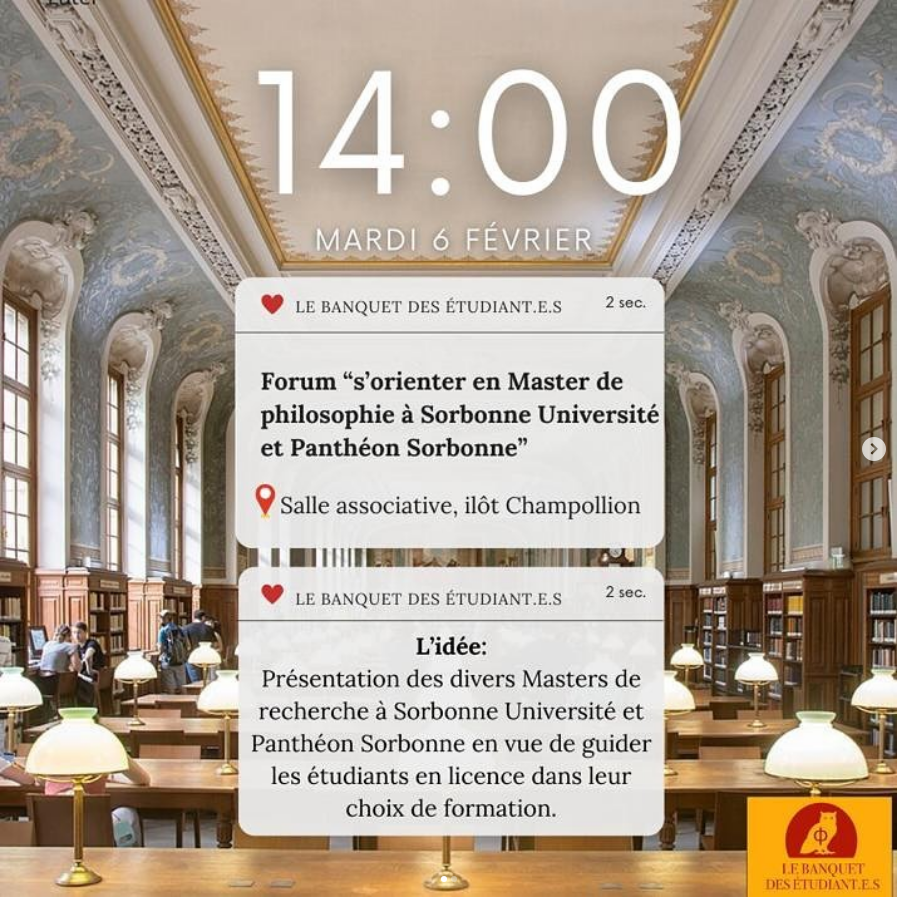 14:00
MARDI 6 FÉVRIER
LE BANQUET DES ÉTUDIANT.E.S
2 sec.
Forum “s’orienter en Master de
philosophie à Sorbonne Université
et Panthéon Sorbonne”
Salle associative, ilôt Champollion
LE BANQUET DES ÉTUDIANT.E.S
2 sec.
L’idée:
Présentation des divers Masters de
recherche à Sorbonne Université et
Panthéon Sorbonne en vue de guider
les étudiants en licence dans leur
choix de formation.
Φ
LE BANQUET
DES ÉTUDIANT.E.S